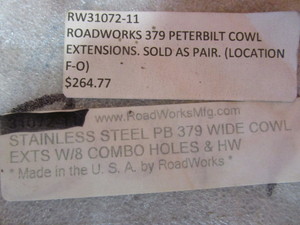 RW31072-11
ROADWORKS 379 PETERBILT COWL
EXTENSIONS. SOLD AS PAIR. (LOCATION
F-O)
$264.77
www.RoadWorksMfg.com
STAINLESS STEEL PB 379 WIDE COWL
EXTS W/8 COMBO HOLES & HW
* Made in the U. S. A. by RoadWorks *